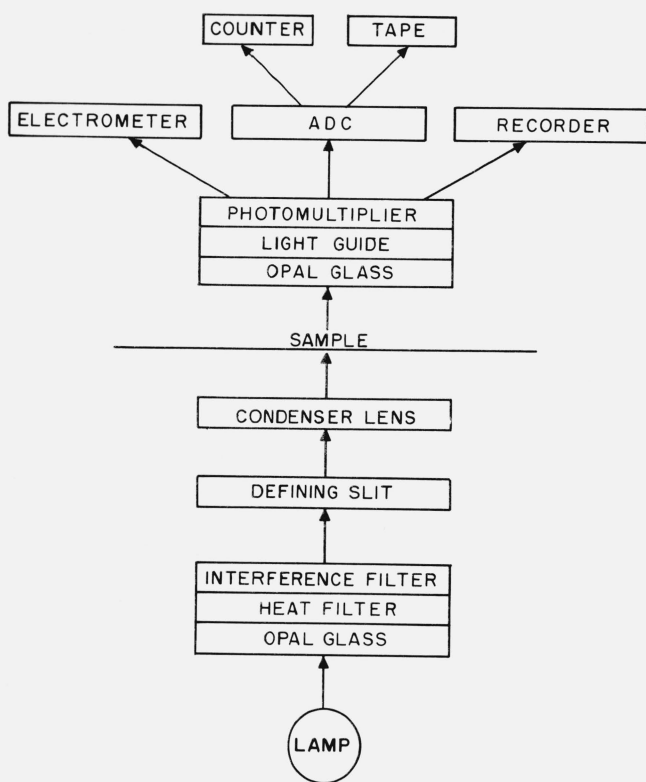 COUNTER TAPE
ELECTROMETER ADC RECORDER
PHOTOMULTIPLIER
LIGHT GUIDE
OPAL GLASS
SAMPLE
CONDENSER LENS
DEFINING SLIT
INTERFERENCE FILTER
HEAT FILTER
OPAL GLASS
LAMP